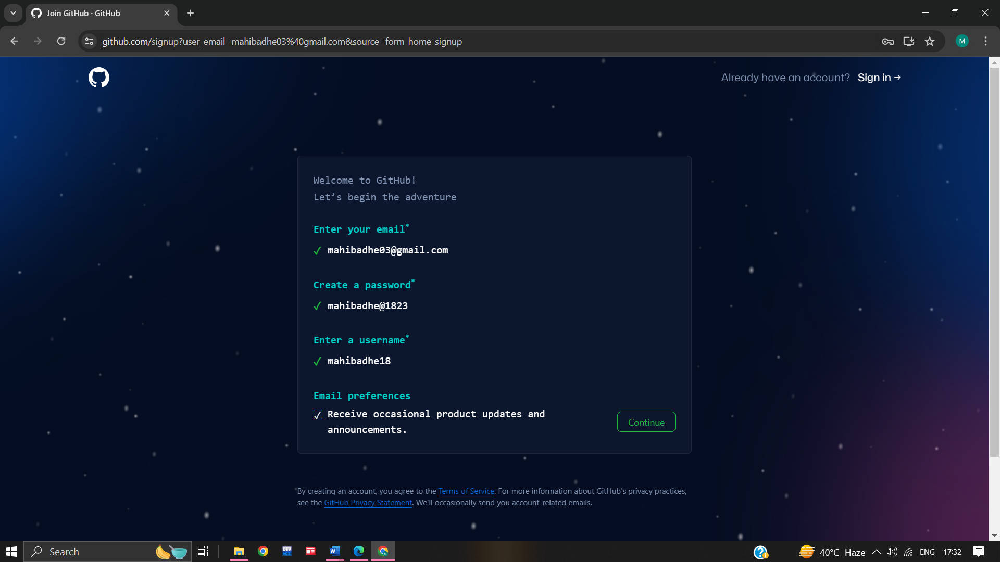 Join GitHub · GitHub
github.com/signup?user_email=mahibadhe03%40gmail.com&source=form-home-signup
M
Already have an account? Sign in →
Welcome to GitHub!
Let’s begin the adventure
Enter your email*
✓ mahibadhe03@gmail.com
Create a password*
✓ mahibadhe@1823
Enter a username*
✓ mahibadhe18
Email preferences
Receive occasional product updates and
announcements.
Continue
*By creating an account, you agree to the Terms of Service. For more information about GitHub's privacy practices,
see the GitHub Privacy Statement. We'll occasionally send you account-related emails.
Search
DEV
W
40°C Haze
ENG
17:32